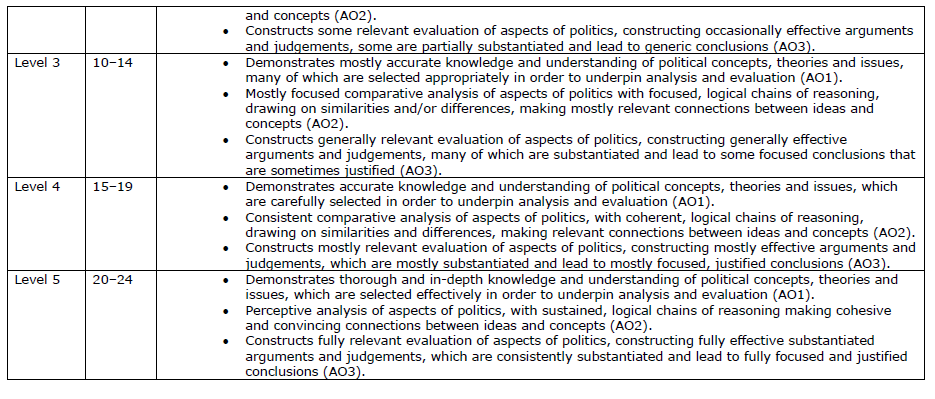 and concepts (AO2).
• Constructs some relevant evaluation of aspects of politics, constructing occasionally effective arguments
and judgements, some are partially substantiated and lead to generic conclusions (AO3).
Level 3 10–14 • Demonstrates mostly accurate knowledge and understanding of political concepts, theories and issues,
many of which are selected appropriately in order to underpin analysis and evaluation (AO1).
• Mostly focused comparative analysis of aspects of politics with focused, logical chains of reasoning,
drawing on similarities and/or differences, making mostly relevant connections between ideas and
concepts (AO2).
• Constructs generally relevant evaluation of aspects of politics, constructing generally effective
arguments and judgements, many of which are substantiated and lead to some focused conclusions that
are sometimes justified (AO3).
Level 4 15–19 • Demonstrates accurate knowledge and understanding of political concepts, theories and issues, which
are carefully selected in order to underpin analysis and evaluation (AO1).
• Consistent comparative analysis of aspects of politics, with coherent, logical chains of reasoning,
drawing on similarities and differences, making relevant connections between ideas and concepts (AO2).
• Constructs mostly relevant evaluation of aspects of politics, constructing mostly effective arguments and
judgements, which are mostly substantiated and lead to mostly focused, justified conclusions (AO3).
Level 5 20–24 • Demonstrates thorough and in-depth knowledge and understanding of political concepts, theories and
issues, which are selected effectively in order to underpin analysis and evaluation (AO1).
• Perceptive analysis of aspects of politics, with sustained, logical chains of reasoning making cohesive
and convincing connections between ideas and concepts (AO2).
• Constructs fully relevant evaluation of aspects of politics, constructing fully effective substantiated
arguments and judgements, which are consistently substantiated and lead to fully focused and justified
conclusions (AO3).